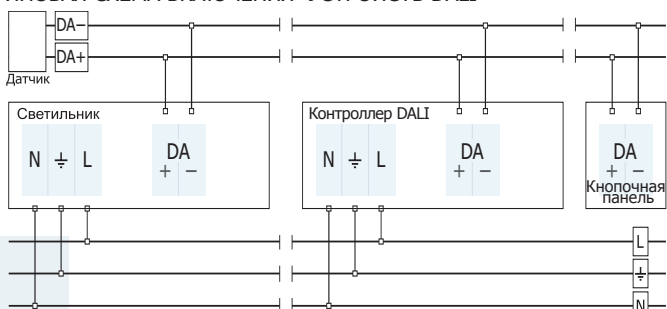 DA−
DA+
Датчик
Светильник
N L
DA
+ −
Контроллер DALI
N L
DA
+ −
DA
+ −
Кнопочная
панель
L
N